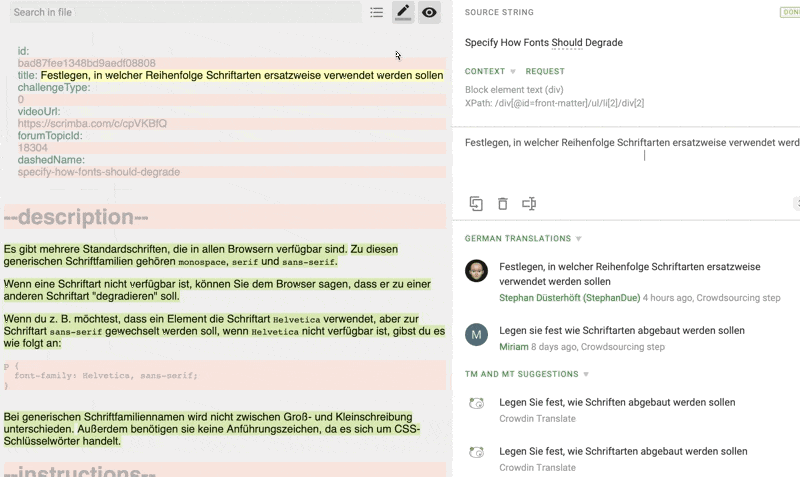 Search in file
id:
bad87fee1348bd9aedf08808
title: Festlegen, in welcher Reihenfolge Schriftarten ersatzweise verwendet werden sollen
challengeType:
0
videoUrl:
https://scrimba.com/c/cpVKBfQ
forumTopicId:
18304
dashedName:
specify-how-fonts-should-degrade
--description--
Es gibt mehrere Standardschriften, die in allen Browsern verfügbar sind. Zu diesen
generischen Schriftfamilien gehören monospace, serif und sans-serif.
Wenn eine Schriftart nicht verfügbar ist, können Sie dem Browser sagen, dass er zu einer
anderen Schriftart "degradieren" soll.
Wenn du z. B. möchtest, dass ein Element die Schriftart Helvetica verwendet, aber zur
Schriftart sans-serif gewechselt werden soll, wenn Helvetica nicht verfügbar ist, gibst du es
wie folgt an:
p {
font-family: Helvetica, sans-serif;
}
Bei generischen Schriftfamiliennamen wird nicht zwischen Groß- und Kleinschreibung
unterschieden. Außerdem benötigen sie keine Anführungszeichen, da es sich um CSS-
Schlüsselwörter handelt.
--instructions--
SOURCE STRING
DON
Specify How Fonts Should Degrade
CONTEXT REQUEST
Block element text (div)
XPath: /div[@id=front-matter]/ul/li[2]/div[2]
Festlegen, in welcher Reihenfolge Schriftarten ersatzweise verwendet werd
GERMAN TRANSLATIONS
Festlegen, in welcher Reihenfolge Schriftarten ersatzweise
verwendet werden sollen
Stephan Düsterhöft (StephanDue) 4 hours ago, Crowdsourcing step
M
Legen sie fest wie Schriftarten abgebaut werden sollen
Miriam 8 days ago, Crowdsourcing step
TM AND MT SUGGESTIONS
Legen Sie fest, wie Schriften abgebaut werden sollen
Crowdin Translate
Legen Sie fest, wie Schriftarten abgebaut werden sollen
Crowdin Translate